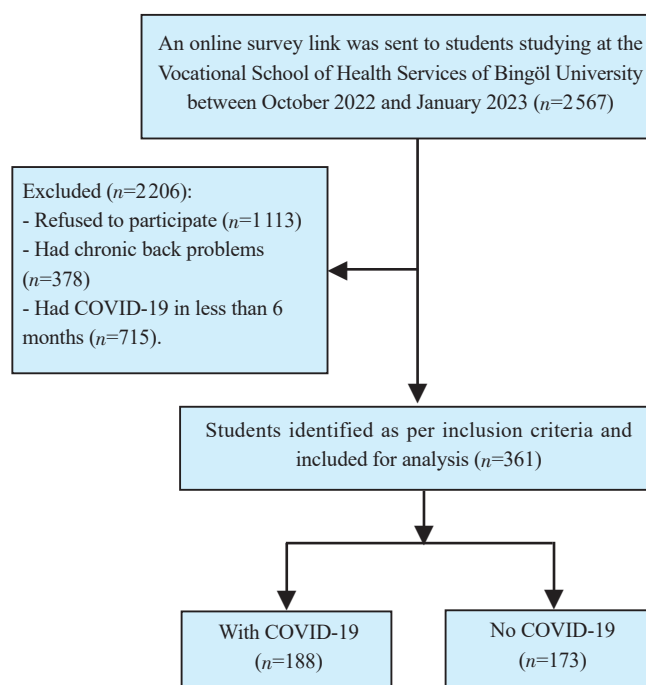 An online survey link was sent to students studying at the
Vocational School of Health Services of Bingöl University
between October 2022 and January 2023 (n=2567)
Excluded (n=2206):
- Refused to participate (n=1113)
- Had chronic back problems
(n=378)
- Had COVID-19 in less than 6
months (n=715).
Students identified as per inclusion criteria and
included for analysis (n=361)
With COVID-19
(n=188)
No COVID-19
(n=173)